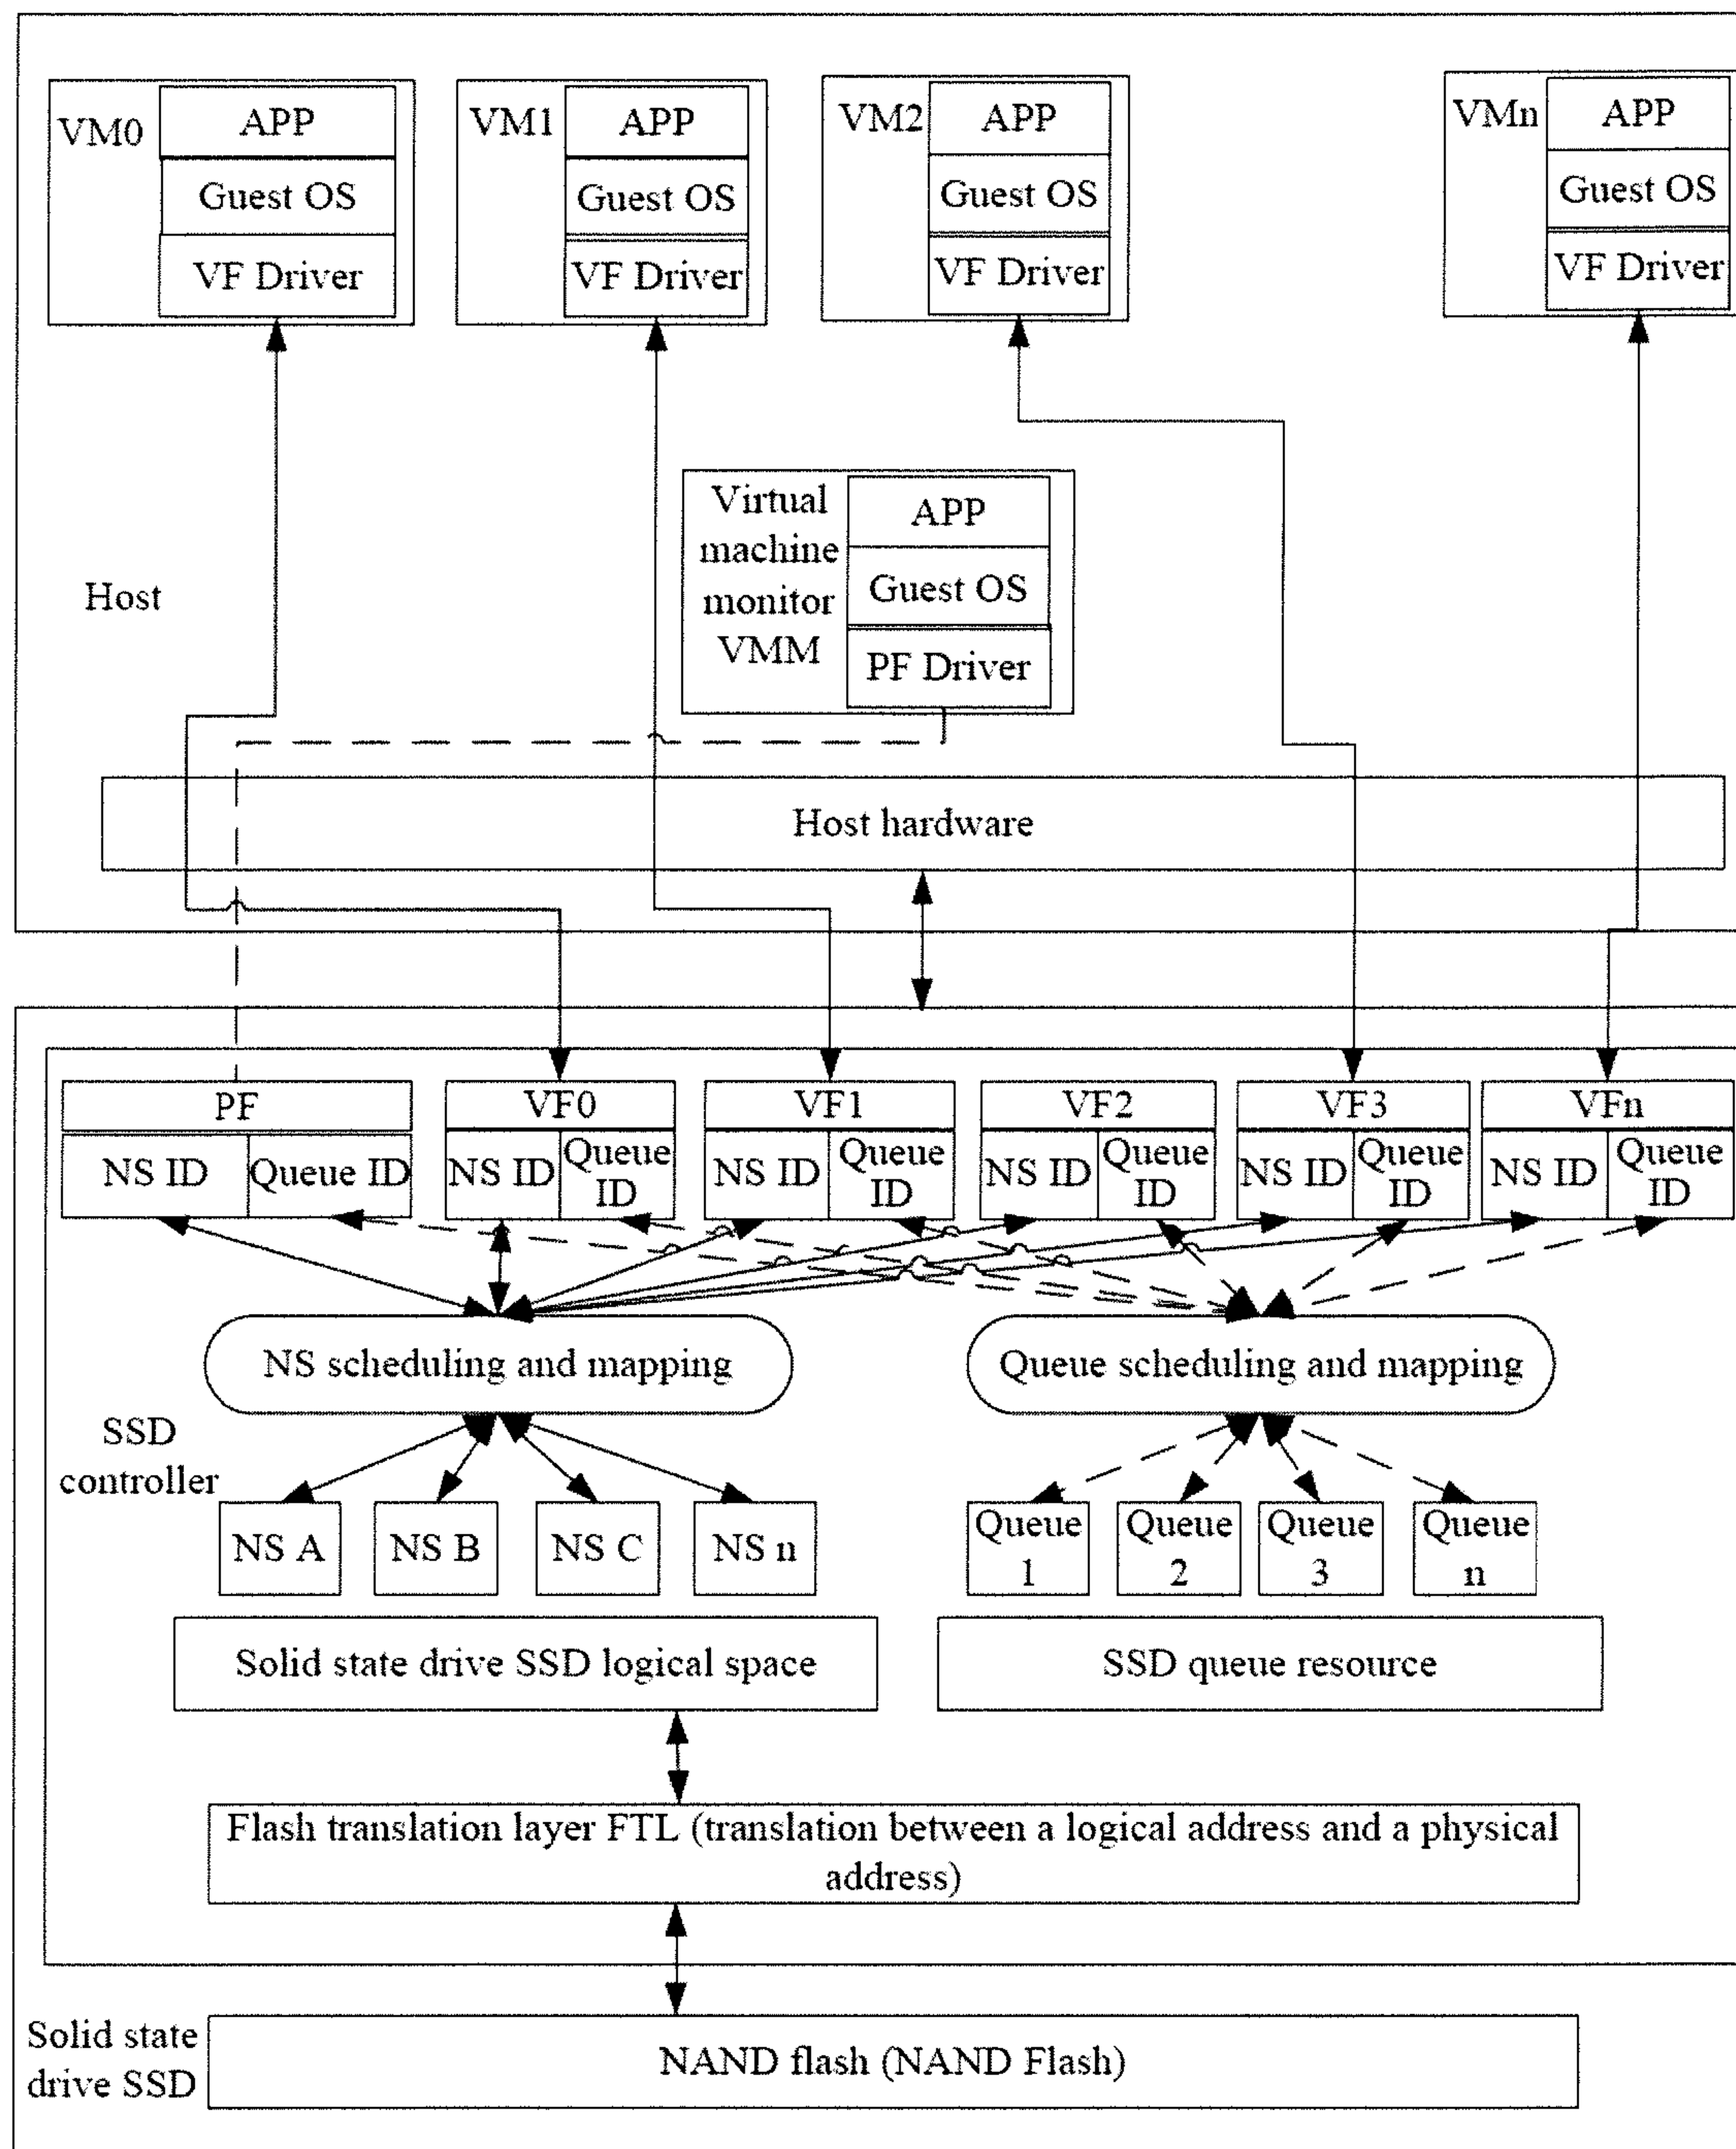 VM0
APP
Guest OS
VF Driver
VM1
APP
Guest OS
VF Driver
VM2
APP
Guest OS
VF Driver
VMn
APP
Guest OS
VF Driver
Host
Virtual
machine
monitor
VMM
APP
Guest OS
PF Driver
Host hardware
PF
NS ID
Queue ID
VF0
NS ID
Queue
ID
VF1
NS ID
Queue
ID
VF2
NS ID
Queue
ID
VF3
NS ID
Queue
ID
VFn
NS ID
Queue
ID
NS scheduling and mapping
Queue scheduling and mapping
SSD
controller
NS A
NS B
NS C
NS n
Queue
1
Queue
2
Queue
3
Queue
n
Solid state drive SSD logical space
SSD queue resource
Flash translation layer FTL (translation between a logical address and a physical
address)
Solid state
drive SSD
NAND flash (NAND Flash)